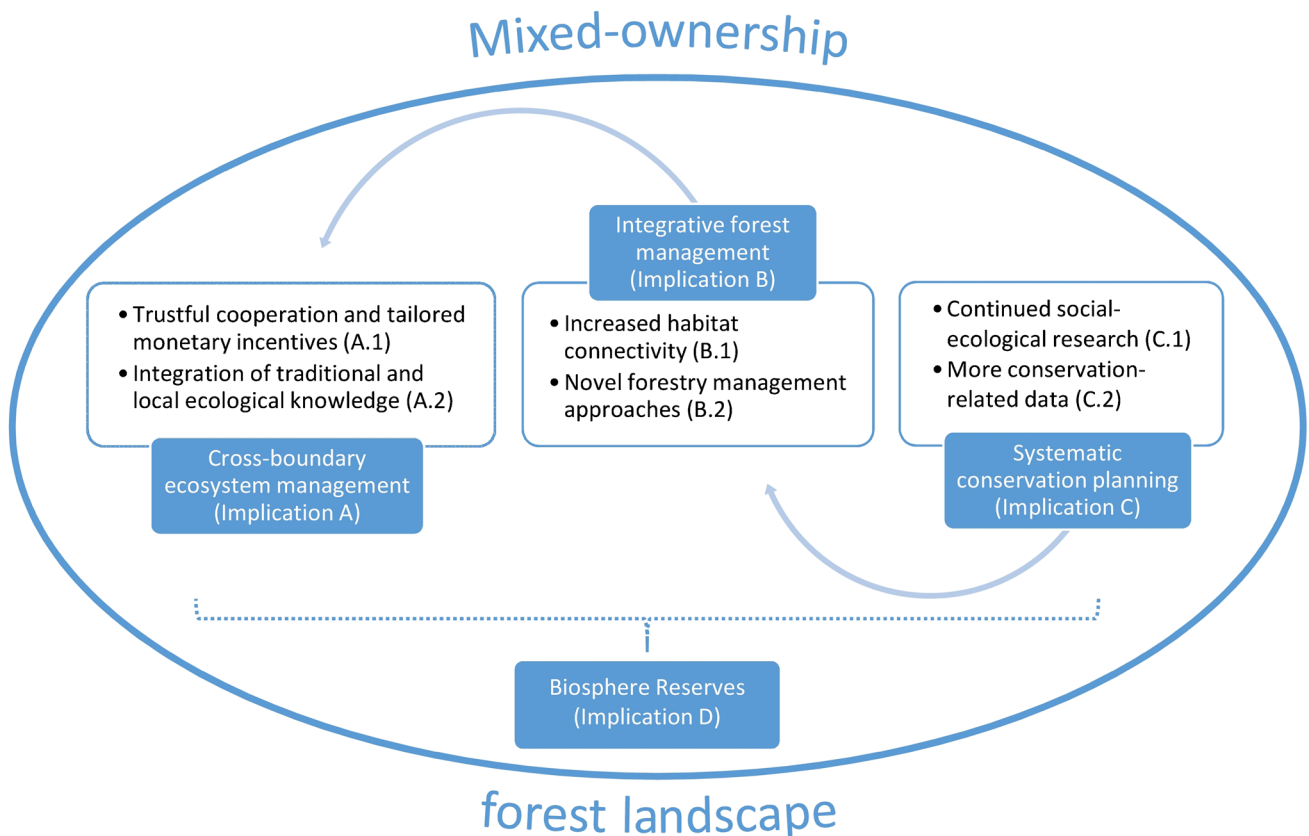 Mixed-ownership
Integrative forest
management
(Implication B)
• Trustful cooperation and tailored
monetary incentives (A.1)
• Integration of traditional and
local ecological knowledge (A.2)
Cross-boundary
ecosystem management
(Implication A)
• Increased habitat
connectivity (B.1)
• Novel forestry management
approaches (B.2)
• Continued social-
ecological research (C.1)
• More conservation-
related data (C.2)
Systematic
conservation planning
(Implication C)
Biosphere Reserves
(Implication D)
forest landscape